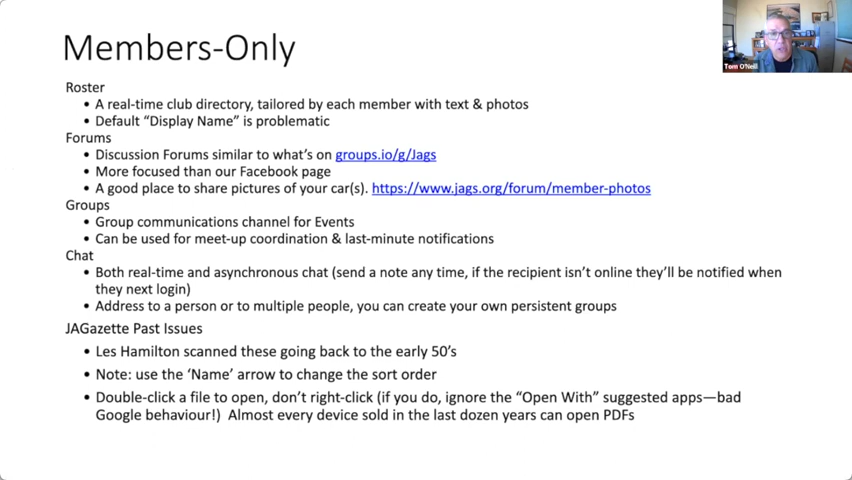 Members-Only
Tom O'Neill
Roster
• A real-time club directory, tailored by each member with text & photos
• Default “Display Name” is problematic
Forums
• Discussion Forums similar to what’s on groups.io/g/Jags
• More focused than our Facebook page
• A good place to share pictures of your car(s). https://www.jags.org/forum/member-photos
Groups
• Group communications channel for Events
• Can be used for meet-up coordination & last-minute notifications
Chat
• Both real-time and asynchronous chat (send a note any time, if the recipient isn’t online they’ll be notified when
they next login)
• Address to a person or to multiple people, you can create your own persistent groups
JAGazette Past Issues
• Les Hamilton scanned these going back to the early 50’s
• Note: use the ‘Name’ arrow to change the sort order
• Double-click a file to open, don’t right-click (if you do, ignore the “Open With” suggested apps—bad
Google behaviour!)  Almost every device sold in the last dozen years can open PDFs